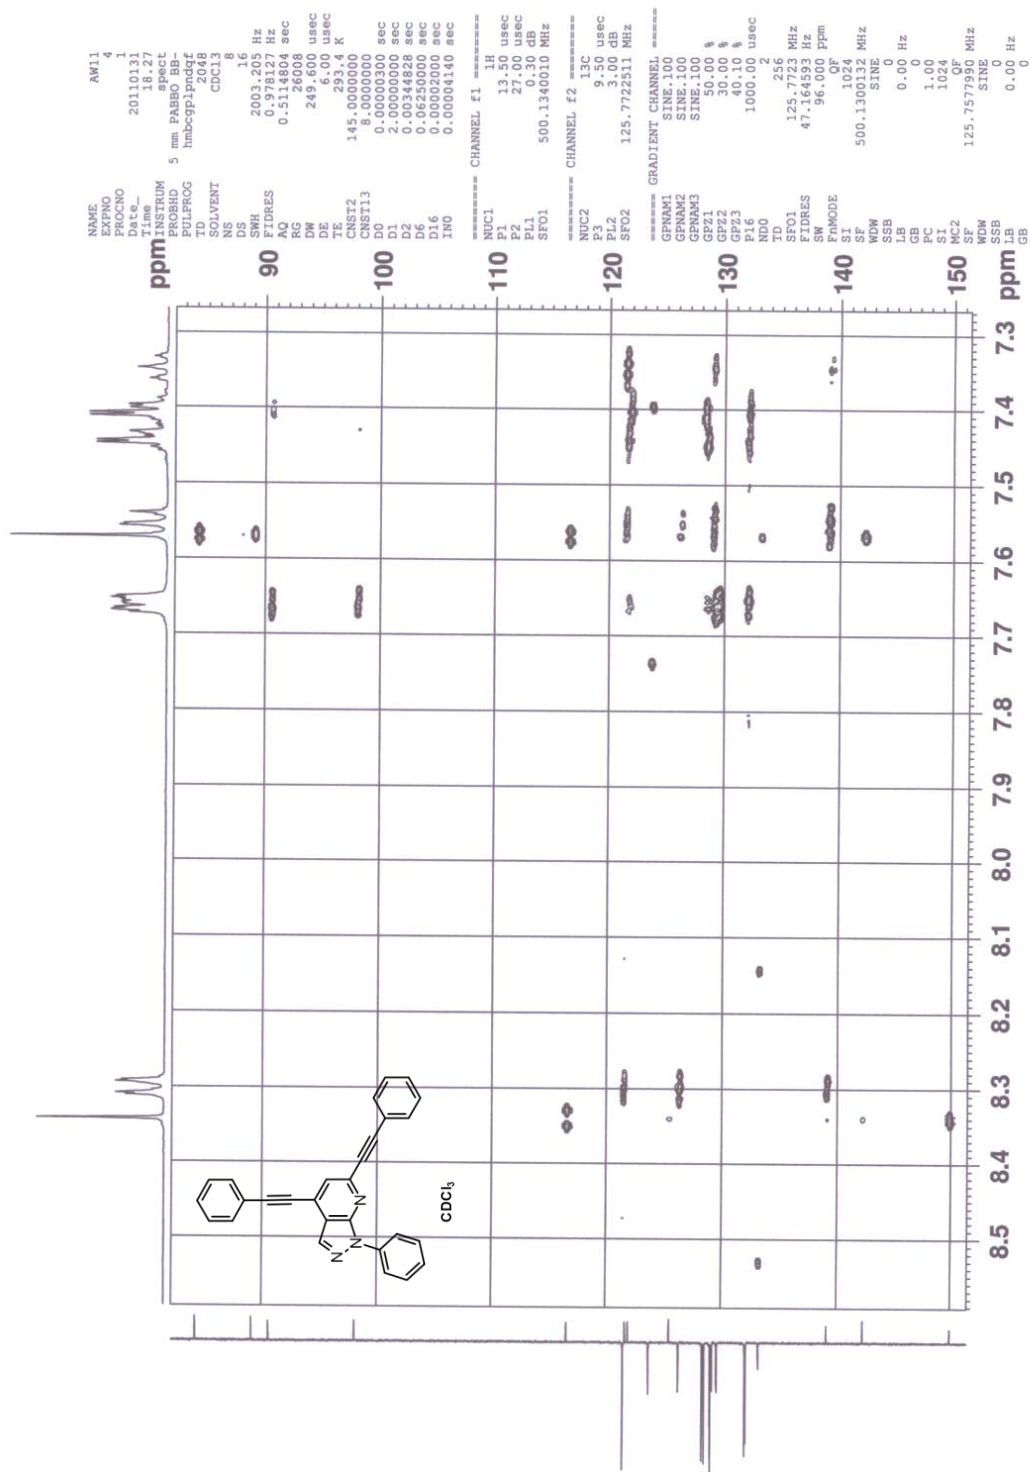 NAME AW11
EXPNO 4
PROCNO 1
Date_ 20110131
Time 18.27
INSTRUM spect
PROBHD 5 mm PABBO BB-
PULPROG hmbcgplpndqf
TD 2048
SOLVENT CDCl3
NS 8
DS 16
SWH 2003.205 Hz
FIDRES 0.978127 Hz
AQ 0.5114804 sec
RG 26008
DW 249.600 usec
DE 6.00 usec
TE 293.4 K
CNST2 145.0000000
CNST13 8.0000000
D0 0.00000300 sec
D1 2.00000000 sec
D2 0.00344828 sec
D6 0.06250000 sec
D16 0.00002000 sec
IN0 0.00004140 sec
======== CHANNEL f1 ========
NUC1 1H
P1 13.50 usec
P2 27.00 usec
PL1 0.30 dB
SFO1 500.1340010 MHz
======== CHANNEL f2 ========
NUC2 13C
P3 9.50 usec
PL2 3.00 dB
SFO2 125.7722511 MHz
====== GRADIENT CHANNEL =====
GPNAM1 SINE.100
GPNAM2 SINE.100
GPNAM3 SINE.100
GPZ1 50.00 %
GPZ2 30.00 %
GPZ3 40.10 %
P16 1000.00 usec
ND0 2
TD 256
SFO1 125.7723 MHz
FIDRES 47.164593 Hz
SW 96.000 ppm
FnMODE QF
SI 1024
SF 500.1300132 MHz
WDW SINE
SSB 0
LB 0.00 Hz
GB 0
PC 1.00
SI 1024
MC2 QF
SF 125.7577990 MHz
WDW SINE
SSB 0
LB 0.00 Hz
GB 0
ppm
90
100
110
120
130
140
150
ppm
8.5 8.4 8.3 8.2 8.1 8.0 7.9 7.8 7.7 7.6 7.5 7.4 7.3
N
N
N
CDCl3